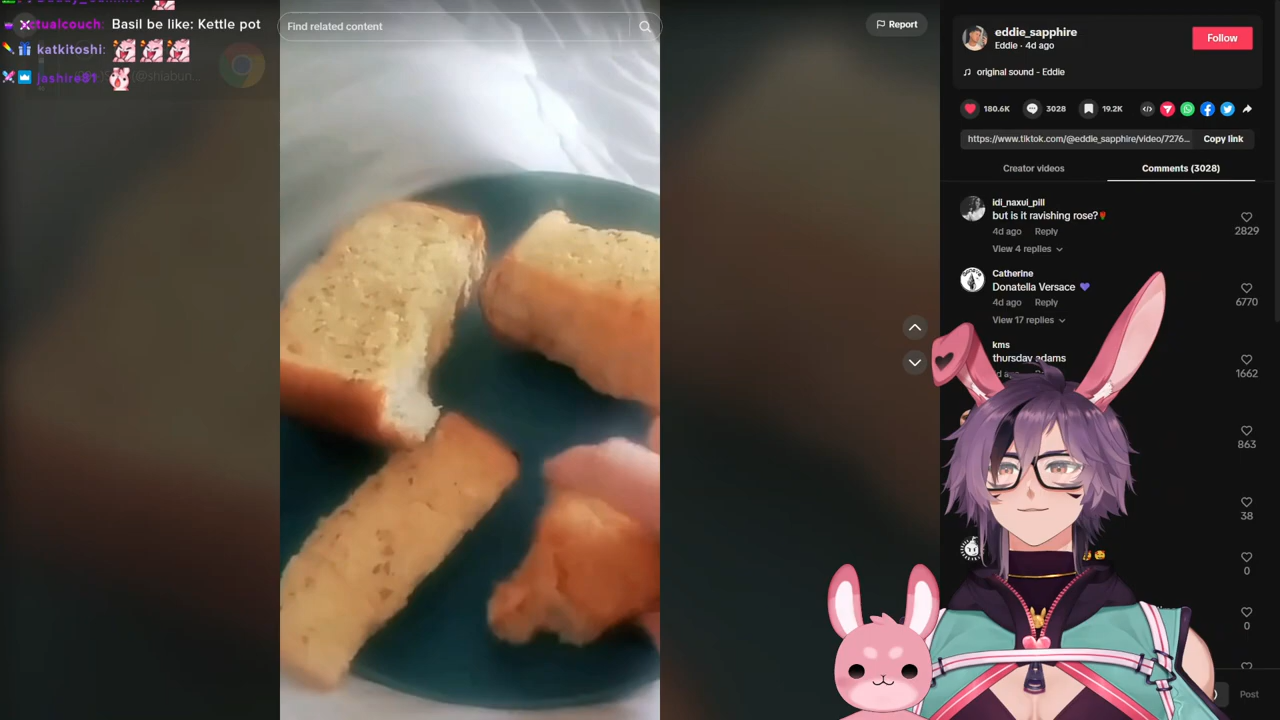 ctualcouch: Basil be like: Kettle pot
katkitoshi:
jashire81
Find related content
Report
eddie_sapphire
Eddie · 4d ago
Follow
original sound - Eddie
180.6K
3028
19.2K
https://www.tiktok.com/@eddie_sapphire/video/7276...
Copy link
Creator videos
Comments (3028)
idi_naxui_pill
but is it ravishing rose?
4d ago
Reply
2829
View 4 replies
Catherine
Donatella Versace
4d ago
Reply
6770
View 17 replies
kms
thursday adams
1662
863
38
0
0
Post